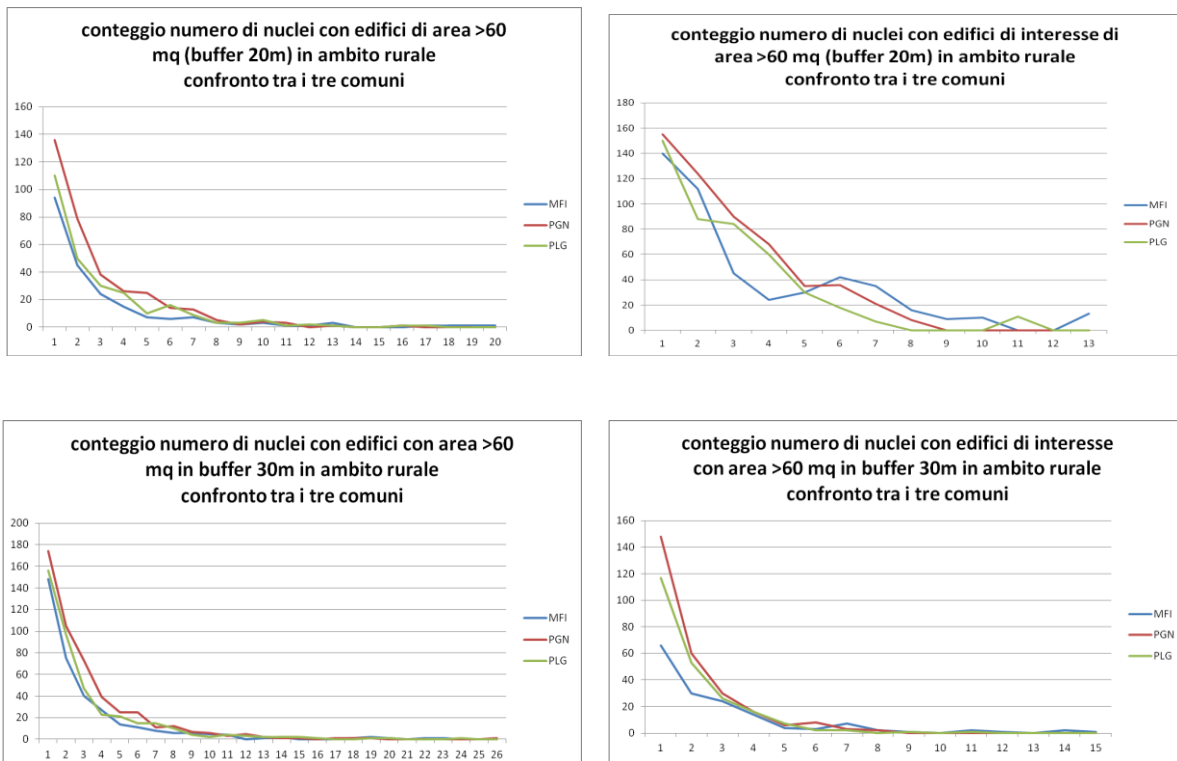 conteggio numero di nuclei con edifici di area >60
mq (buffer 20m) in ambito rurale
confronto tra i tre comuni
160
140
120
100
80
60
40
20
0
1 2 3 4 5 6 7 8 9 10 11 12 13 14 15 16 17 18 19 20
MFI
PGN
PLG
conteggio numero di nuclei con edifici di interesse di
area >60 mq (buffer 20m) in ambito rurale
confronto tra i tre comuni
180
160
140
120
100
80
60
40
20
0
1 2 3 4 5 6 7 8 9 10 11 12 13
MFI
PGN
PLG
conteggio numero di nuclei con edifici con area >60
mq in buffer 30m in ambito rurale
confronto tra i tre comuni
200
180
160
140
120
100
80
60
40
20
0
1 2 3 4 5 6 7 8 9 10 11 12 13 14 15 16 17 18 19 20 21 22 23 24 25 26
MFI
PGN
PLG
conteggio numero di nuclei con edifici di interesse
con area >60 mq in buffer 30m in ambito rurale
confronto tra i tre comuni
160
140
120
100
80
60
40
20
0
1 2 3 4 5 6 7 8 9 10 11 12 13 14 15
MFI
PGN
PLG